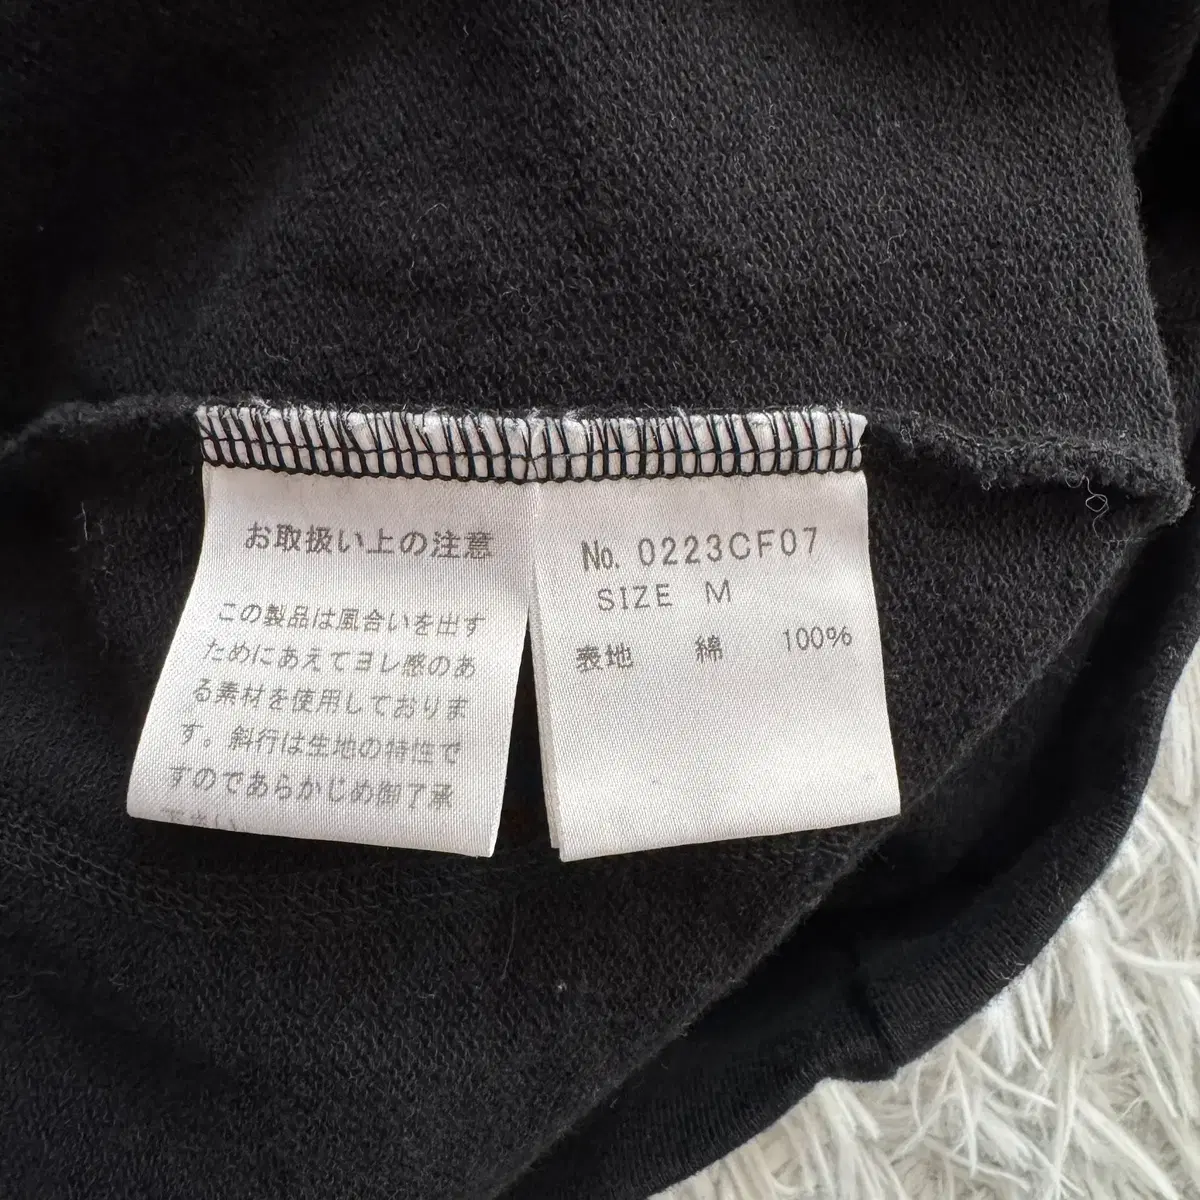 お取扱い上の注意
この製品は風合いを出す
ためにあえてヨレ感のあ
る素材を使用しておりま
す。斜行は生地の特性で
すのであらかじめ御了承
下さい。
No. 0223CF07
SIZE M
表地 綿 100%